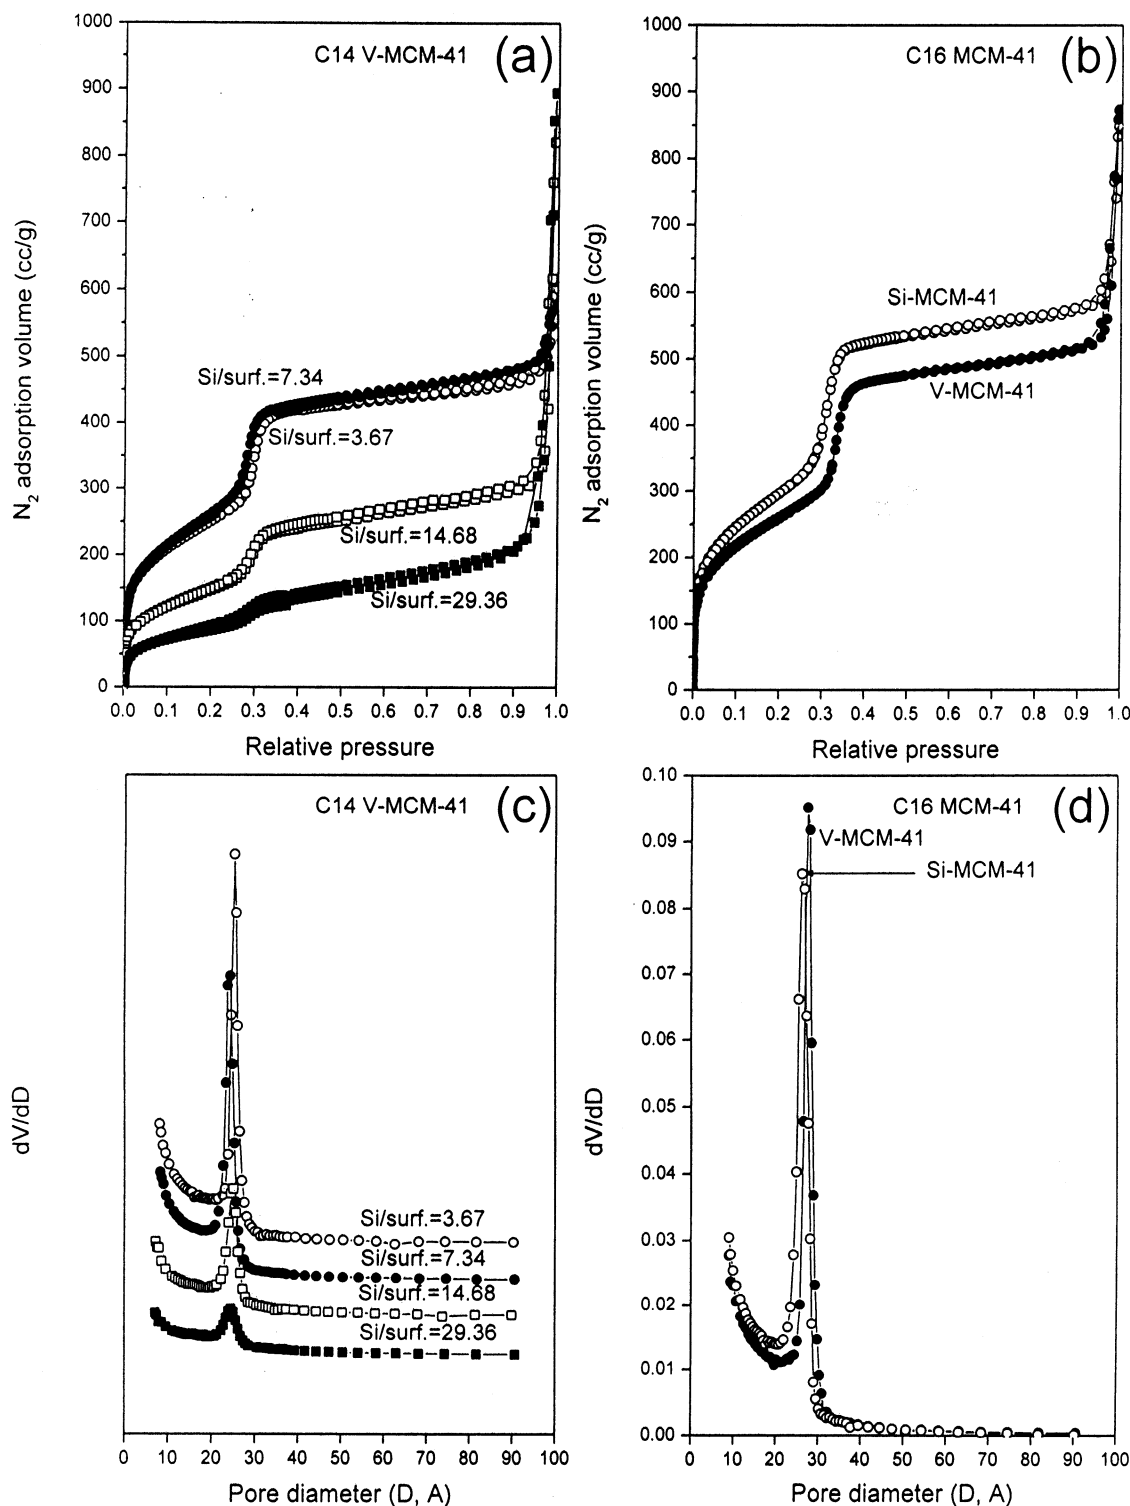 C14 V-MCM-41 (a)
1000
900
800
700
600
500
400
300
200
100
0
N2 adsorption volume (cc/g)
Si/surf.=7.34
Si/surf.=3.67
Si/surf.=14.68
Si/surf.=29.36
0.0 0.1 0.2 0.3 0.4 0.5 0.6 0.7 0.8 0.9 1.0
Relative pressure
C16 MCM-41 (b)
1000
900
800
700
600
500
400
300
200
100
0
N2 adsorption volume (cc/g)
Si-MCM-41
V-MCM-41
0.0 0.1 0.2 0.3 0.4 0.5 0.6 0.7 0.8 0.9 1.0
Relative pressure
C14 V-MCM-41 (c)
dV/dD
Si/surf.=3.67
Si/surf.=7.34
Si/surf.=14.68
Si/surf.=29.36
0 10 20 30 40 50 60 70 80 90 100
Pore diameter (D, A)
C16 MCM-41 (d)
V-MCM-41
Si-MCM-41
0.10
0.09
0.08
0.07
0.06
0.05
0.04
0.03
0.02
0.01
0.00
dV/dD
0 10 20 30 40 50 60 70 80 90 100
Pore diameter (D, A)